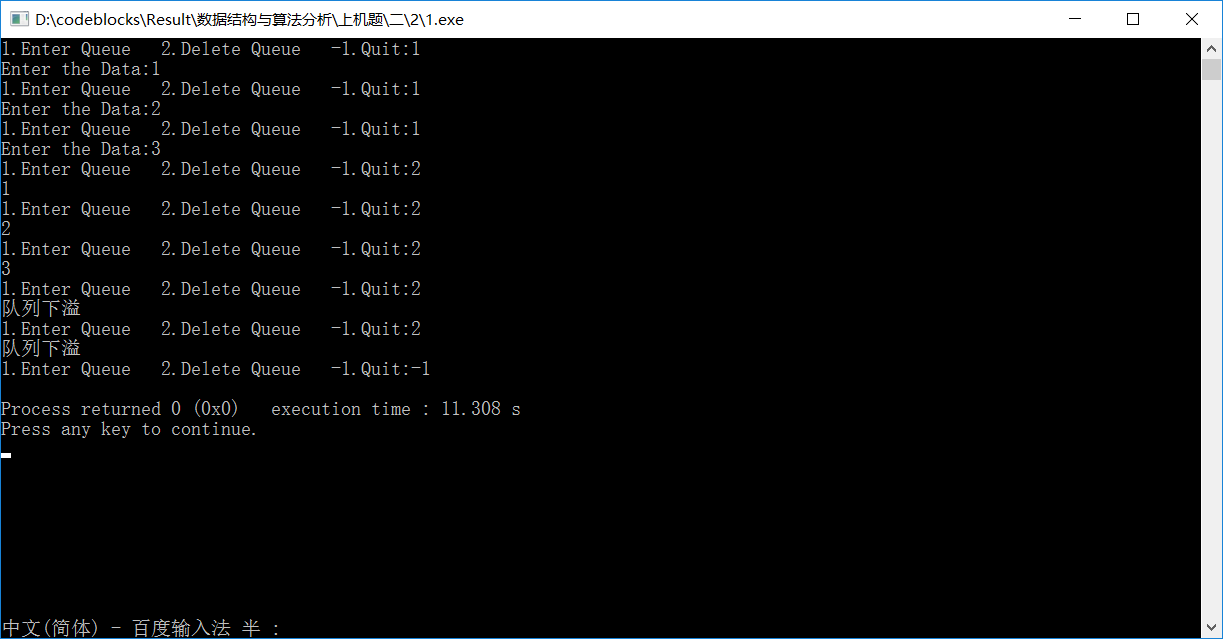 D:\codeblocks\Result\数据结构与算法分析\上机题\二\2\1.exe
1.Enter Queue   2.Delete Queue   -1.Quit:1
Enter the Data:1
1.Enter Queue   2.Delete Queue   -1.Quit:1
Enter the Data:2
1.Enter Queue   2.Delete Queue   -1.Quit:1
Enter the Data:3
1.Enter Queue   2.Delete Queue   -1.Quit:2
1
1.Enter Queue   2.Delete Queue   -1.Quit:2
2
1.Enter Queue   2.Delete Queue   -1.Quit:2
3
1.Enter Queue   2.Delete Queue   -1.Quit:2
队列下溢
1.Enter Queue   2.Delete Queue   -1.Quit:2
队列下溢
1.Enter Queue   2.Delete Queue   -1.Quit:-1
Process returned 0 (0x0)   execution time : 11.308 s
Press any key to continue.
中文(简体) - 百度输入法 半 :